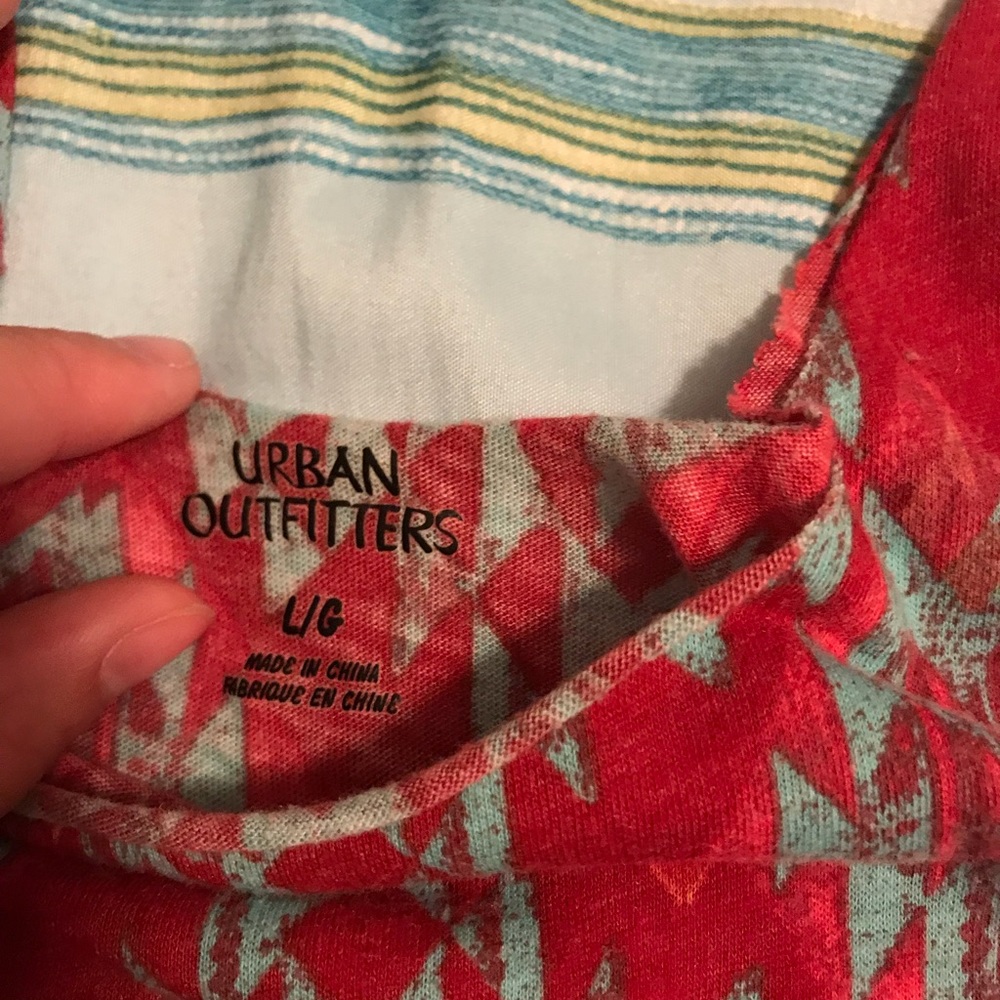 URBAN
OUTFITTERS
L/G
MADE IN CHINA
FABRIQUE EN CHINE